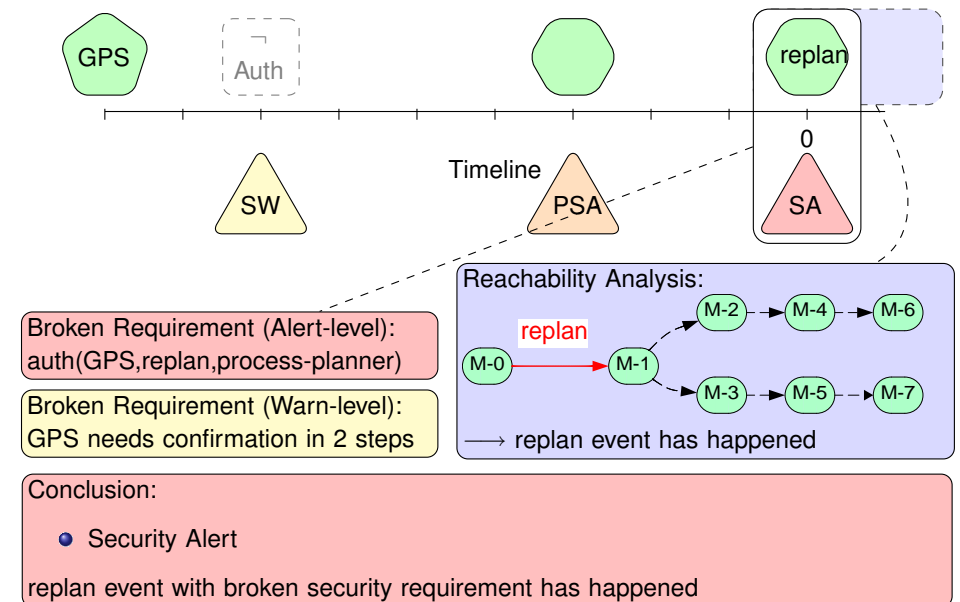 GPS
¬
Auth
replan
0
Timeline
SW
PSA
SA
Broken Requirement (Alert-level):
auth(GPS,replan,process-planner)
Broken Requirement (Warn-level):
GPS needs confirmation in 2 steps
Reachability Analysis:
replan
M-0
M-1
M-2
M-4
M-6
M-3
M-5
M-7
⟶ replan event has happened
Conclusion:
Security Alert
replan event with broken security requirement has happened